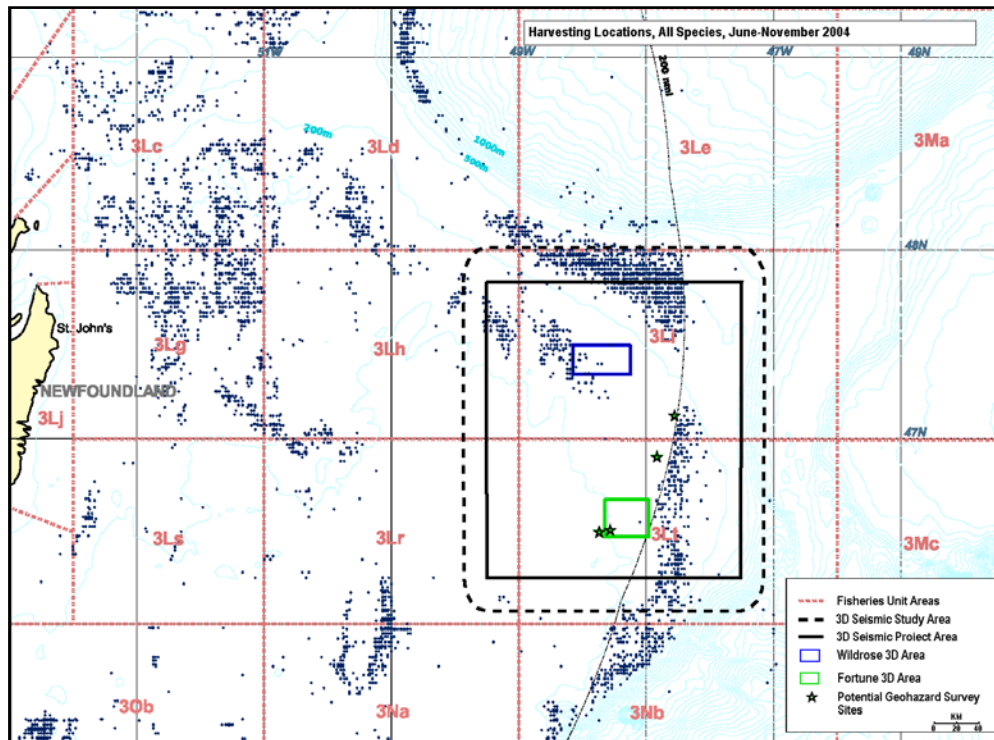 Harvesting Locations, All Species, June-November 2004
51W
49W
47W
49N
200 nmi
200m
1000m
500m
3Lc
3Ld
3Le
3Ma
48N
St. John's
3Lg
3Lh
3Li
NEWFOUNDLAND
3Lj
47N
3Ls
3Lr
3Lt
3Mc
3Ob
3Na
3Nb
Fisheries Unit Areas
3D Seismic Study Area
3D Seismic Project Area
Wildrose 3D Area
Fortune 3D Area
Potential Geohazard Survey
Sites
KM
0 20 40